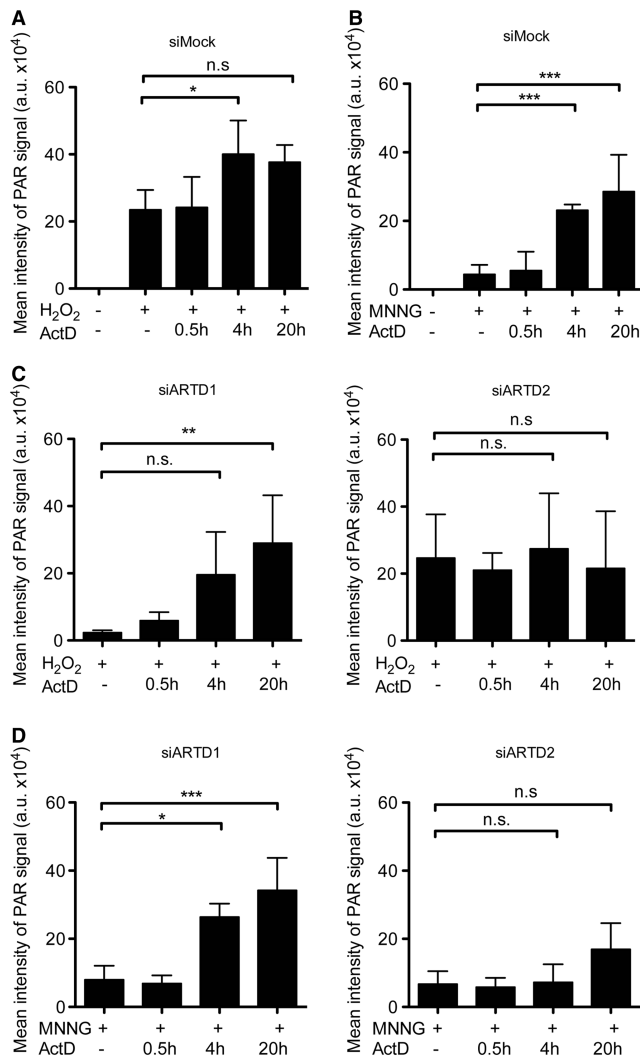 A
siMock
Mean intensity of PAR signal (a.u. x10⁴)
60
40
20
0
n.s
*
H₂O₂ - + + + +
ActD - - 0.5h 4h 20h
B
siMock
Mean intensity of PAR signal (a.u. x10⁴)
60
40
20
0
***
***
MNNG - + + + +
ActD - - 0.5h 4h 20h
C
siARTD1
Mean intensity of PAR signal (a.u. x10⁴)
60
40
20
0
**
n.s.
H₂O₂ + + + +
ActD - 0.5h 4h 20h
siARTD2
Mean intensity of PAR signal (a.u. x10⁴)
60
40
20
0
n.s
n.s.
H₂O₂ + + + +
ActD - 0.5h 4h 20h
D
siARTD1
Mean intensity of PAR signal (a.u. x10⁴)
60
40
20
0
***
*
MNNG + + + +
ActD - 0.5h 4h 20h
siARTD2
Mean intensity of PAR signal (a.u. x10⁴)
60
40
20
0
n.s
n.s.
MNNG + + + +
ActD - 0.5h 4h 20h